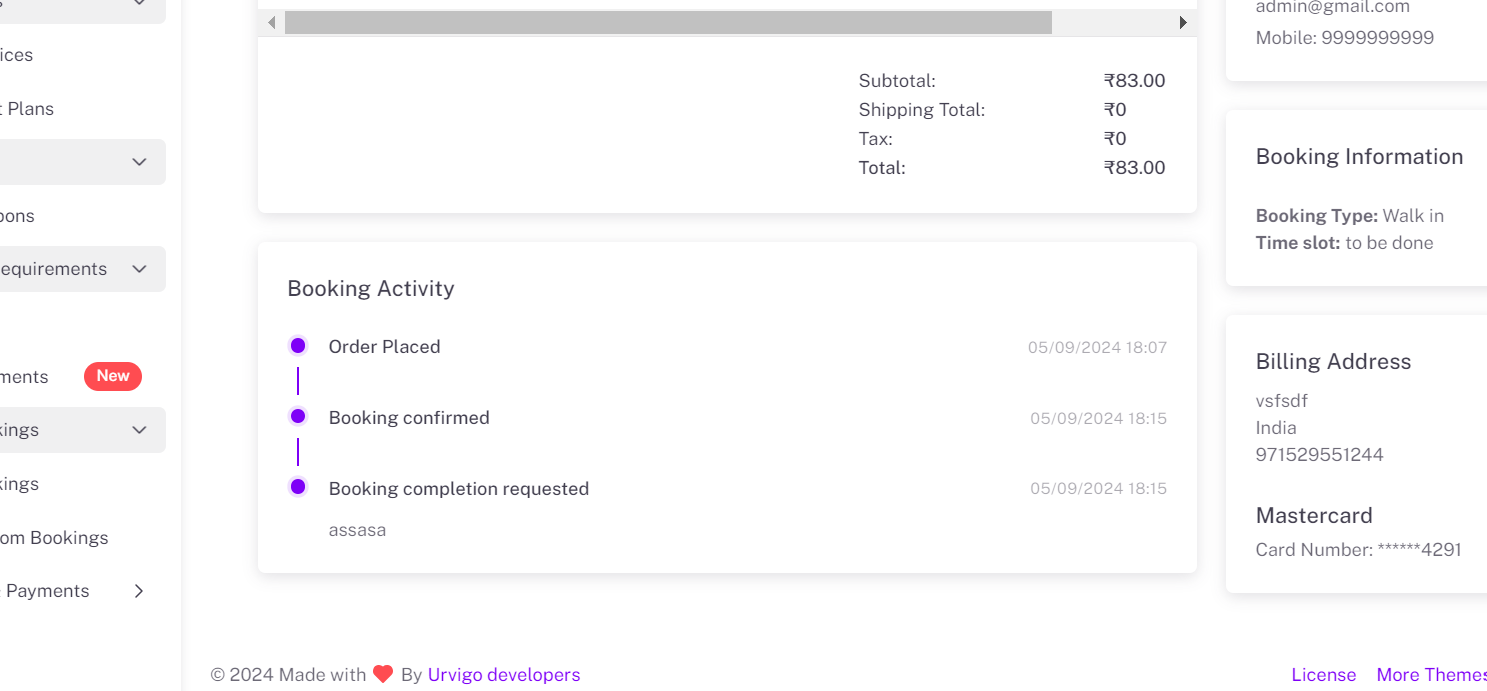 ices
t Plans
pons
equirements
ments New
kings
kings
om Bookings
Payments
Subtotal: ₹83.00
Shipping Total: ₹0
Tax: ₹0
Total: ₹83.00
Booking Activity
Order Placed 05/09/2024 18:07
Booking confirmed 05/09/2024 18:15
Booking completion requested 05/09/2024 18:15
assasa
admin@gmail.com
Mobile: 9999999999
Booking Information
Booking Type: Walk in
Time slot: to be done
Billing Address
vsfsdf
India
971529551244
Mastercard
Card Number: ******4291
© 2024 Made with ❤️ By Urvigo developers
License More Themes